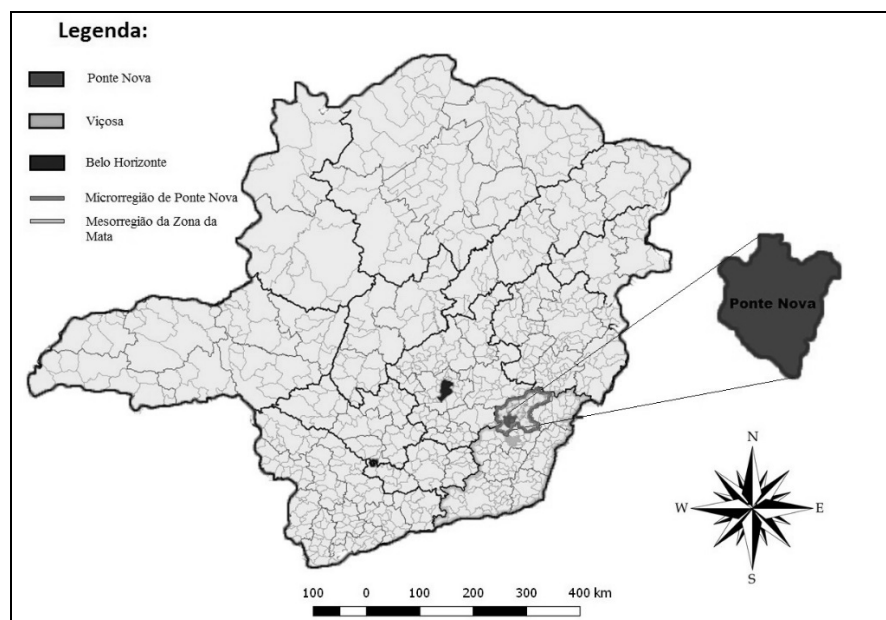 Legenda:
Ponte Nova
Viçosa
Belo Horizonte
Microrregião de Ponte Nova
Mesorregião da Zona da
Mata
Ponte Nova
N
W E
S
100 0 100 200 300 400 km